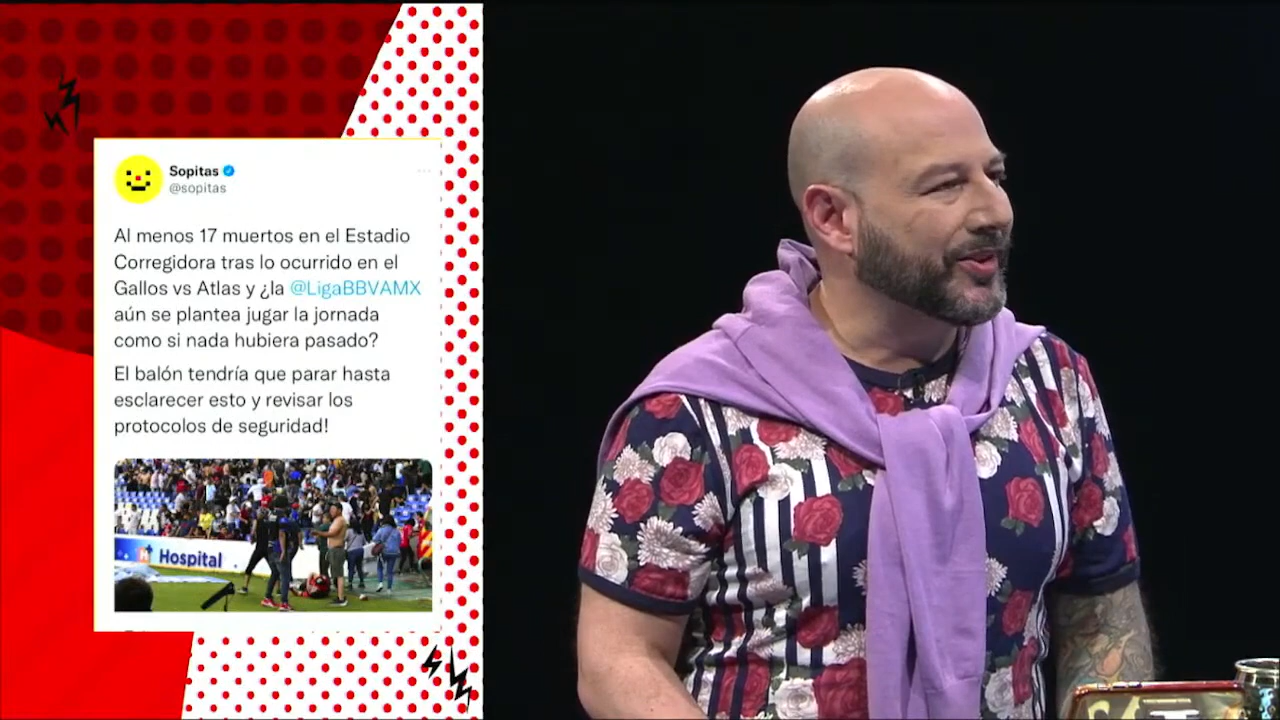 Sopitas
@sopitas
Al menos 17 muertos en el Estadio
Corregidora tras lo ocurrido en el
Gallos vs Atlas y ¿la @LigaBBVAMX
aún se plantea jugar la jornada
como si nada hubiera pasado?
El balón tendría que parar hasta
esclarecer esto y revisar los
protocolos de seguridad!
Hospital